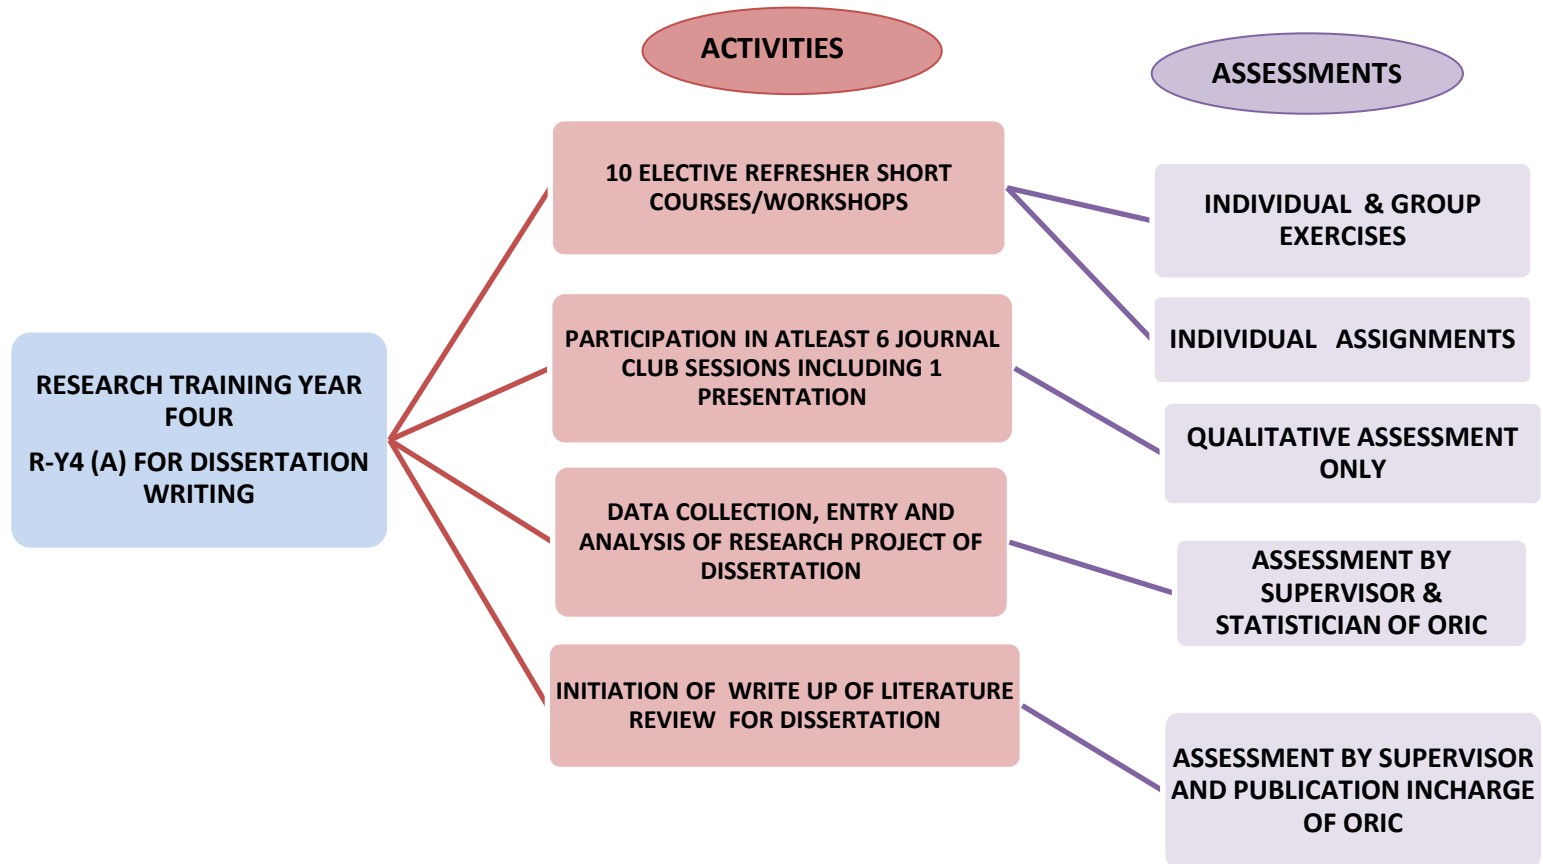 ACTIVITIES
ASSESSMENTS
10 ELECTIVE REFRESHER SHORT
COURSES/WORKSHOPS
INDIVIDUAL & GROUP
EXERCISES
INDIVIDUAL ASSIGNMENTS
PARTICIPATION IN ATLEAST 6 JOURNAL
CLUB SESSIONS INCLUDING 1
PRESENTATION
QUALITATIVE ASSESSMENT
ONLY
RESEARCH TRAINING YEAR
FOUR
R-Y4 (A) FOR DISSERTATION
WRITING
DATA COLLECTION, ENTRY AND
ANALYSIS OF RESEARCH PROJECT OF
DISSERTATION
ASSESSMENT BY
SUPERVISOR &
STATISTICIAN OF ORIC
INITIATION OF WRITE UP OF LITERATURE
REVIEW FOR DISSERTATION
ASSESSMENT BY SUPERVISOR
AND PUBLICATION INCHARGE
OF ORIC